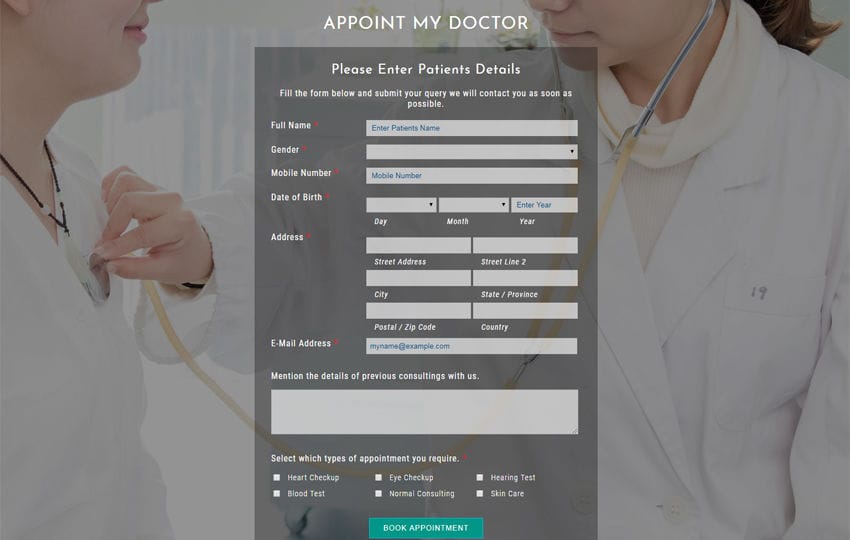 APPOINT MY DOCTOR
Please Enter Patients Details
Fill the form below and submit your query we will contact you as soon as
possible.
Full Name *
Enter Patients Name
Gender *
Mobile Number *
Mobile Number
Date of Birth *
Enter Year
Day Month Year
Address *
Street Address Street Line 2
City State / Province
Postal / Zip Code Country
E-Mail Address *
myname@example.com
Mention the details of previous consultings with us.
Select which types of appointment you require. *
Heart Checkup Eye Checkup Hearing Test
Blood Test Normal Consulting Skin Care
BOOK APPOINTMENT
19